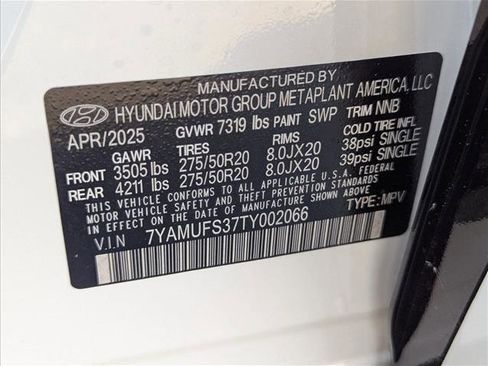 MANUFACTURED BY
HYUNDAI MOTOR GROUP METAPLANT AMERICA, LLC
APR/2025 GVWR 7319 lbs PAINT SWP TRIM NNB
GAWR TIRES RIMS COLD TIRE INFL
FRONT 3505 lbs 275/50R20 8.0JX20 38psi SINGLE
REAR 4211 lbs 275/50R20 8.0JX20 39psi SINGLE
THIS VEHICLE CONFORMS TO ALL APPLICABLE U.S.A. FEDERAL
MOTOR VEHICLE SAFETY AND THEFT PREVENTION STANDARDS
IN EFFECT ON THE DATE OF MANUFACTURE SHOWN ABOVE.
V.I.N 7YAMUFS37TY002066 TYPE: MPV